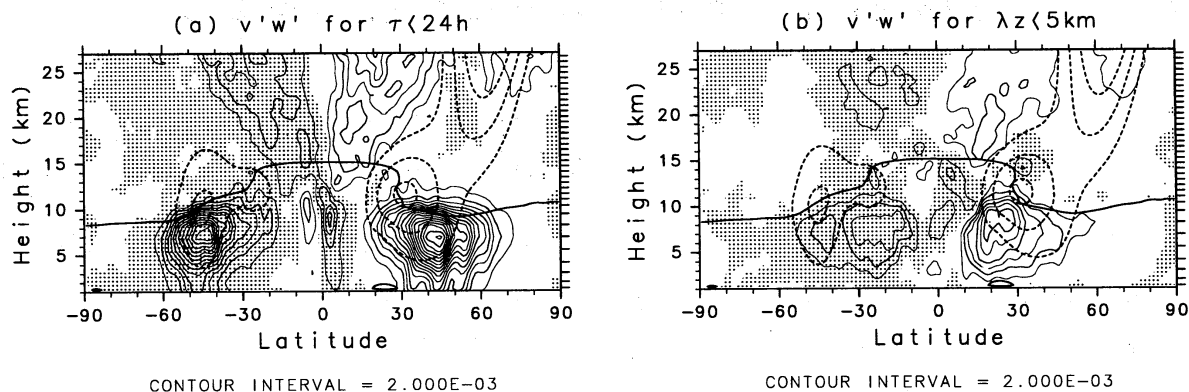 (a) v'w' for τ<24h
25
20
15
10
5
Height (km)
-90 -60 -30 0 30 60 90
Latitude
CONTOUR INTERVAL = 2.000E-03
(b) v'w' for λz<5km
25
20
15
10
5
Height (km)
-90 -60 -30 0 30 60 90
Latitude
CONTOUR INTERVAL = 2.000E-03